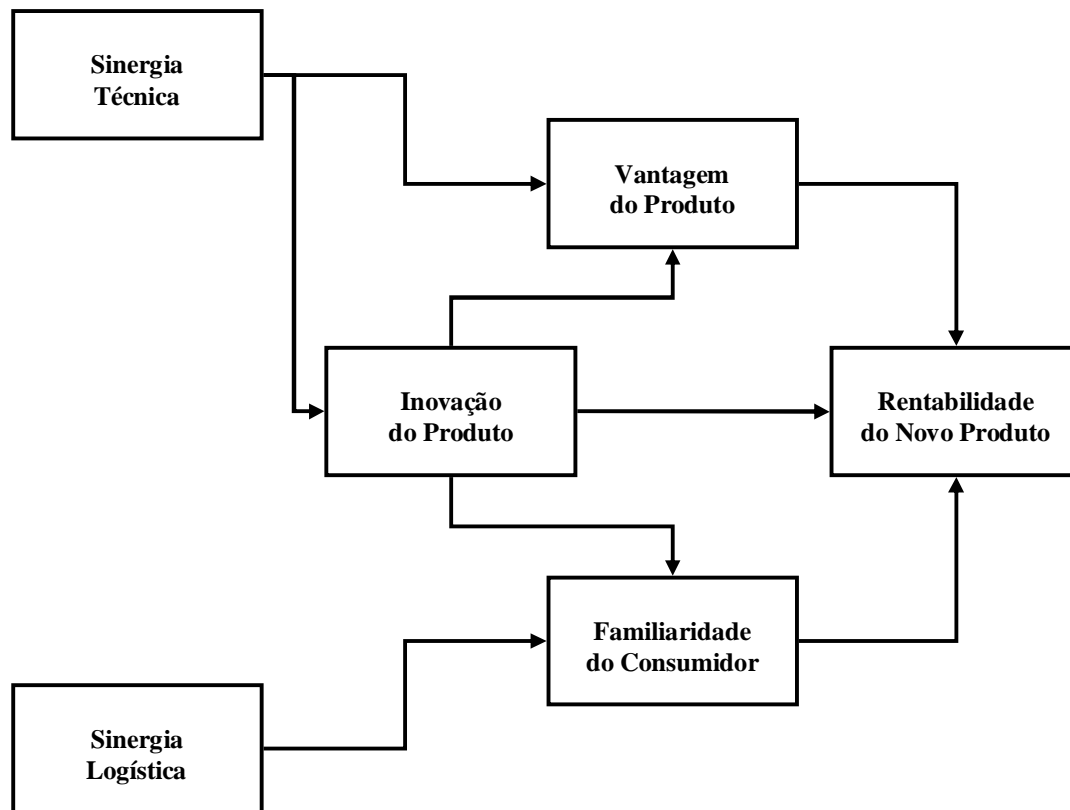 Sinergia
Técnica
Vantagem
do Produto
Inovação
do Produto
Rentabilidade
do Novo Produto
Familiaridade
do Consumidor
Sinergia
Logística